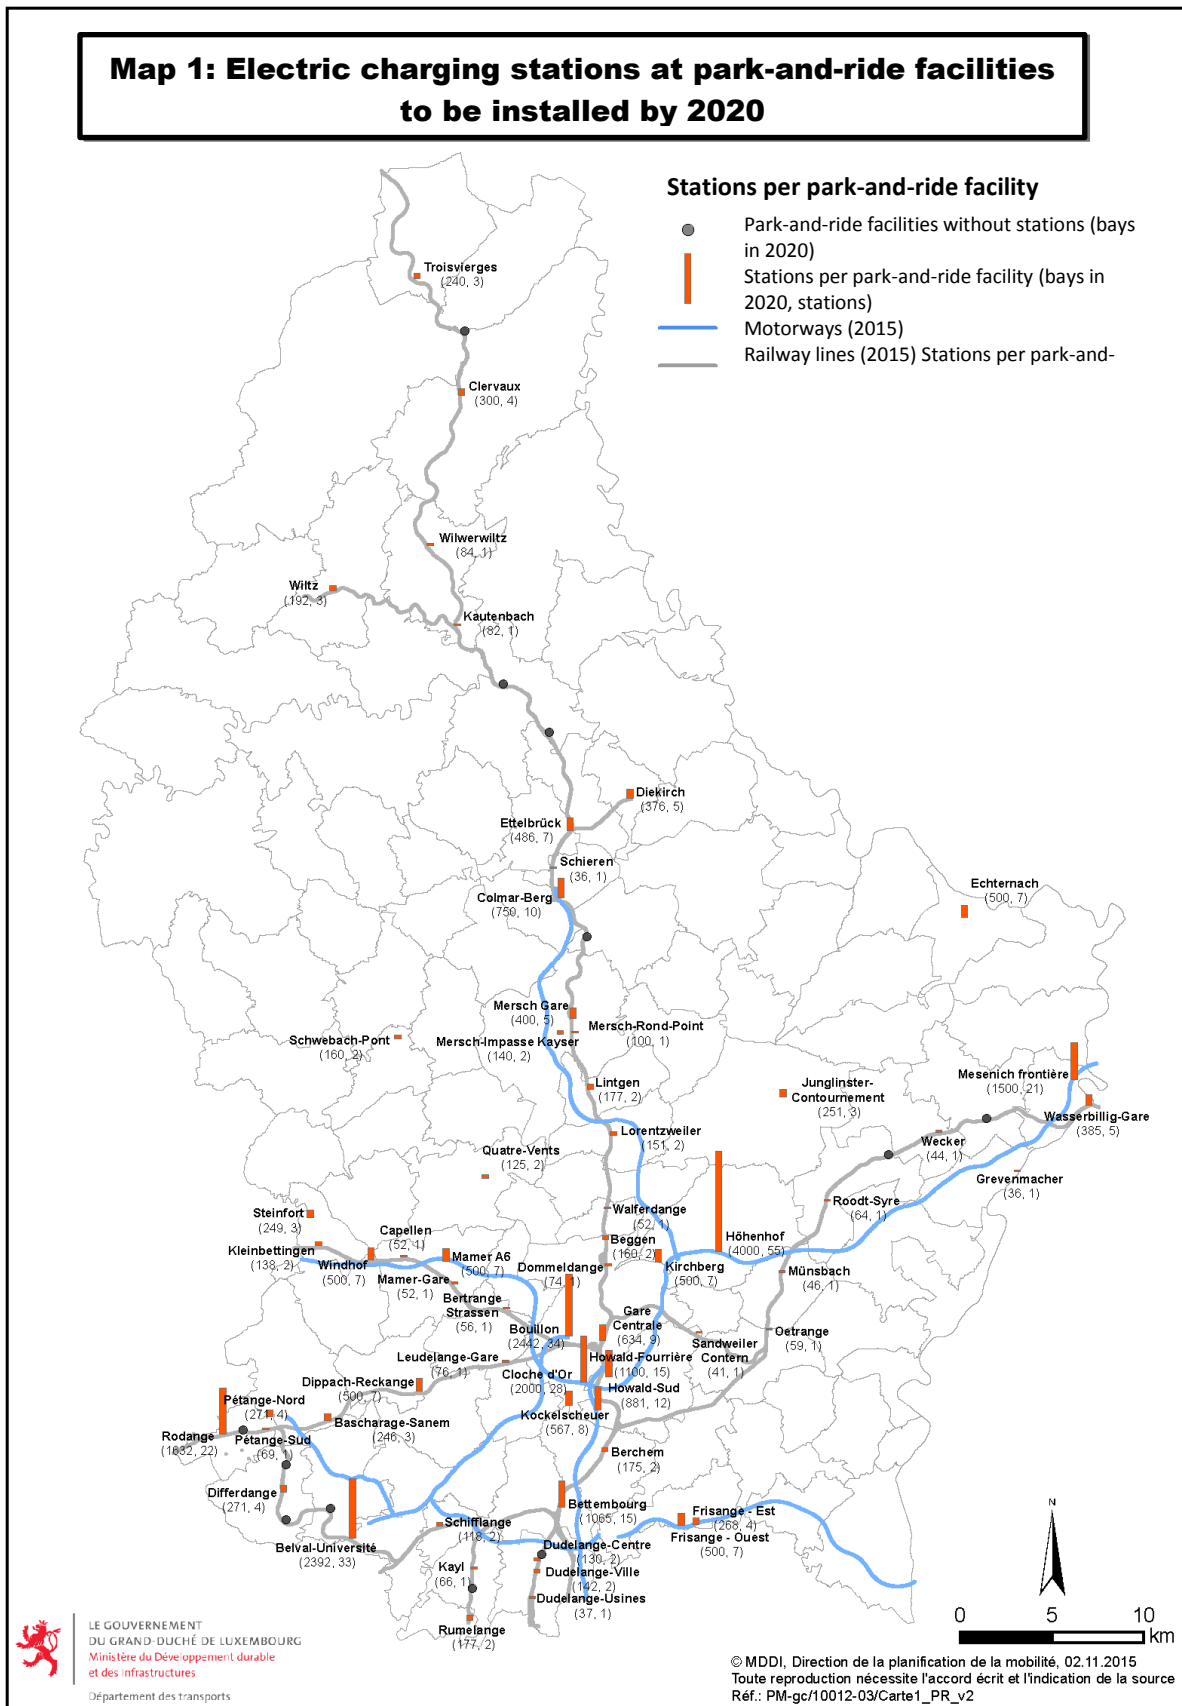 Map 1: Electric charging stations at park-and-ride facilities
to be installed by 2020
Stations per park-and-ride facility
Park-and-ride facilities without stations (bays
in 2020)
Stations per park-and-ride facility (bays in
2020, stations)
Motorways (2015)
Railway lines (2015) Stations per park-and-
Troisvierges
(240, 3)
Clervaux
(300, 4)
Wilwerwiltz
(84, 1)
Wiltz
(192, 3)
Kautenbach
(82, 1)
Diekirch
(376, 5)
Ettelbrück
(486, 7)
Schieren
(36, 1)
Colmar-Berg
(750, 10)
Echternach
(500, 7)
Mersch Gare
(400, 5)
Mersch-Rond-Point
(100, 1)
Mersch-Impasse Kayser
(140, 2)
Schwebach-Pont
(160, 2)
Lintgen
(177, 2)
Junglinster-
Contournement
(251, 3)
Mesenich frontière
(1500, 21)
Wasserbillig-Gare
(385, 5)
Wecker
(44, 1)
Grevenmacher
(36, 1)
Lorentzweiler
(151, 2)
Quatre-Vents
(125, 2)
Roodt-Syre
(64, 1)
Walferdange
(52, 1)
Steinfort
(249, 3)
Capellen
(52, 1)
Kleinbettingen
(138, 2)
Windhof
(500, 7)
Mamer A6
(500, 7)
Mamer-Gare
(52, 1)
Beggen
(160, 2)
Dommeldange
(74, 1)
Kirchberg
(500, 7)
Höhenhof
(4000, 55)
Münsbach
(46, 1)
Bertrange
Strassen
(56, 1)
Bouillon
(2442, 34)
Gare
Centrale
(634, 9)
Sandweiler
Contern
(41, 1)
Oetrange
(59, 1)
Leudelange-Gare
(76, 1)
Cloche d'Or
(2000, 28)
Howald-Fourrière
(1100, 15)
Howald-Sud
(881, 12)
Dippach-Reckange
(500, 7)
Pétange-Nord
(271, 4)
Bascharage-Sanem
(246, 3)
Kockelscheuer
(567, 8)
Rodange
(1632, 22)
Pétange-Sud
(69, 1)
Berchem
(175, 2)
Differdange
(271, 4)
Bettembourg
(1065, 15)
Frisange - Est
(268, 4)
Frisange - Ouest
(500, 7)
Schifflange
(118, 2)
Belval-Université
(2392, 33)
Dudelange-Centre
(130, 2)
Kayl
(66, 1)
Dudelange-Ville
(142, 2)
Dudelange-Usines
(37, 1)
Rumelange
(177, 2)
N
0 5 10
km
LE GOUVERNEMENT
DU GRAND-DUCHÉ DE LUXEMBOURG
Ministère du Développement durable
et des Infrastructures
Département des transports
© MDDI, Direction de la planification de la mobilité, 02.11.2015
Toute reproduction nécessite l'accord écrit et l'indication de la source
Réf.: PM-gc/10012-03/Carte1_PR_v2